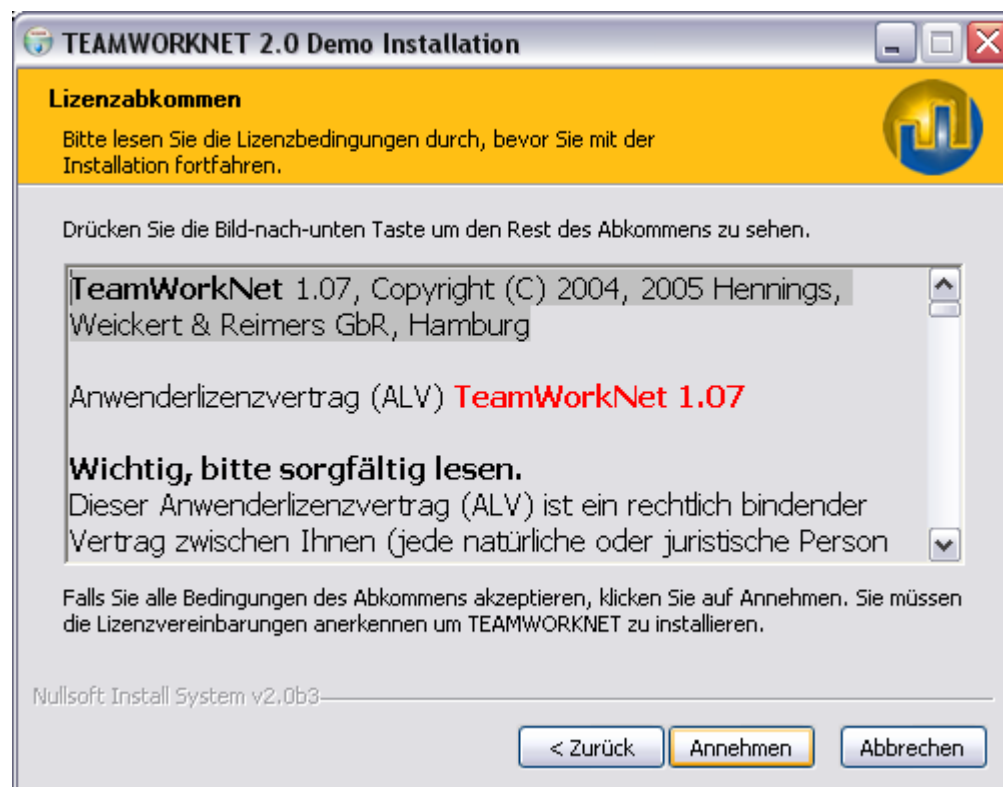 TEAMWORKNET 2.0 Demo Installation
Lizenzabkommen
Bitte lesen Sie die Lizenzbedingungen durch, bevor Sie mit der
Installation fortfahren.
Drücken Sie die Bild-nach-unten Taste um den Rest des Abkommens zu sehen.
TeamWorkNet 1.07, Copyright (C) 2004, 2005 Hennings,
Weickert & Reimers GbR, Hamburg
Anwenderlizenzvertrag (ALV) TeamWorkNet 1.07
Wichtig, bitte sorgfältig lesen.
Dieser Anwenderlizenzvertrag (ALV) ist ein rechtlich bindender
Vertrag zwischen Ihnen (jede natürliche oder juristische Person
Falls Sie alle Bedingungen des Abkommens akzeptieren, klicken Sie auf Annehmen. Sie müssen
die Lizenzvereinbarungen anerkennen um TEAMWORKNET zu installieren.
Nullsoft Install System v2.0b3
< Zurück Annehmen Abbrechen